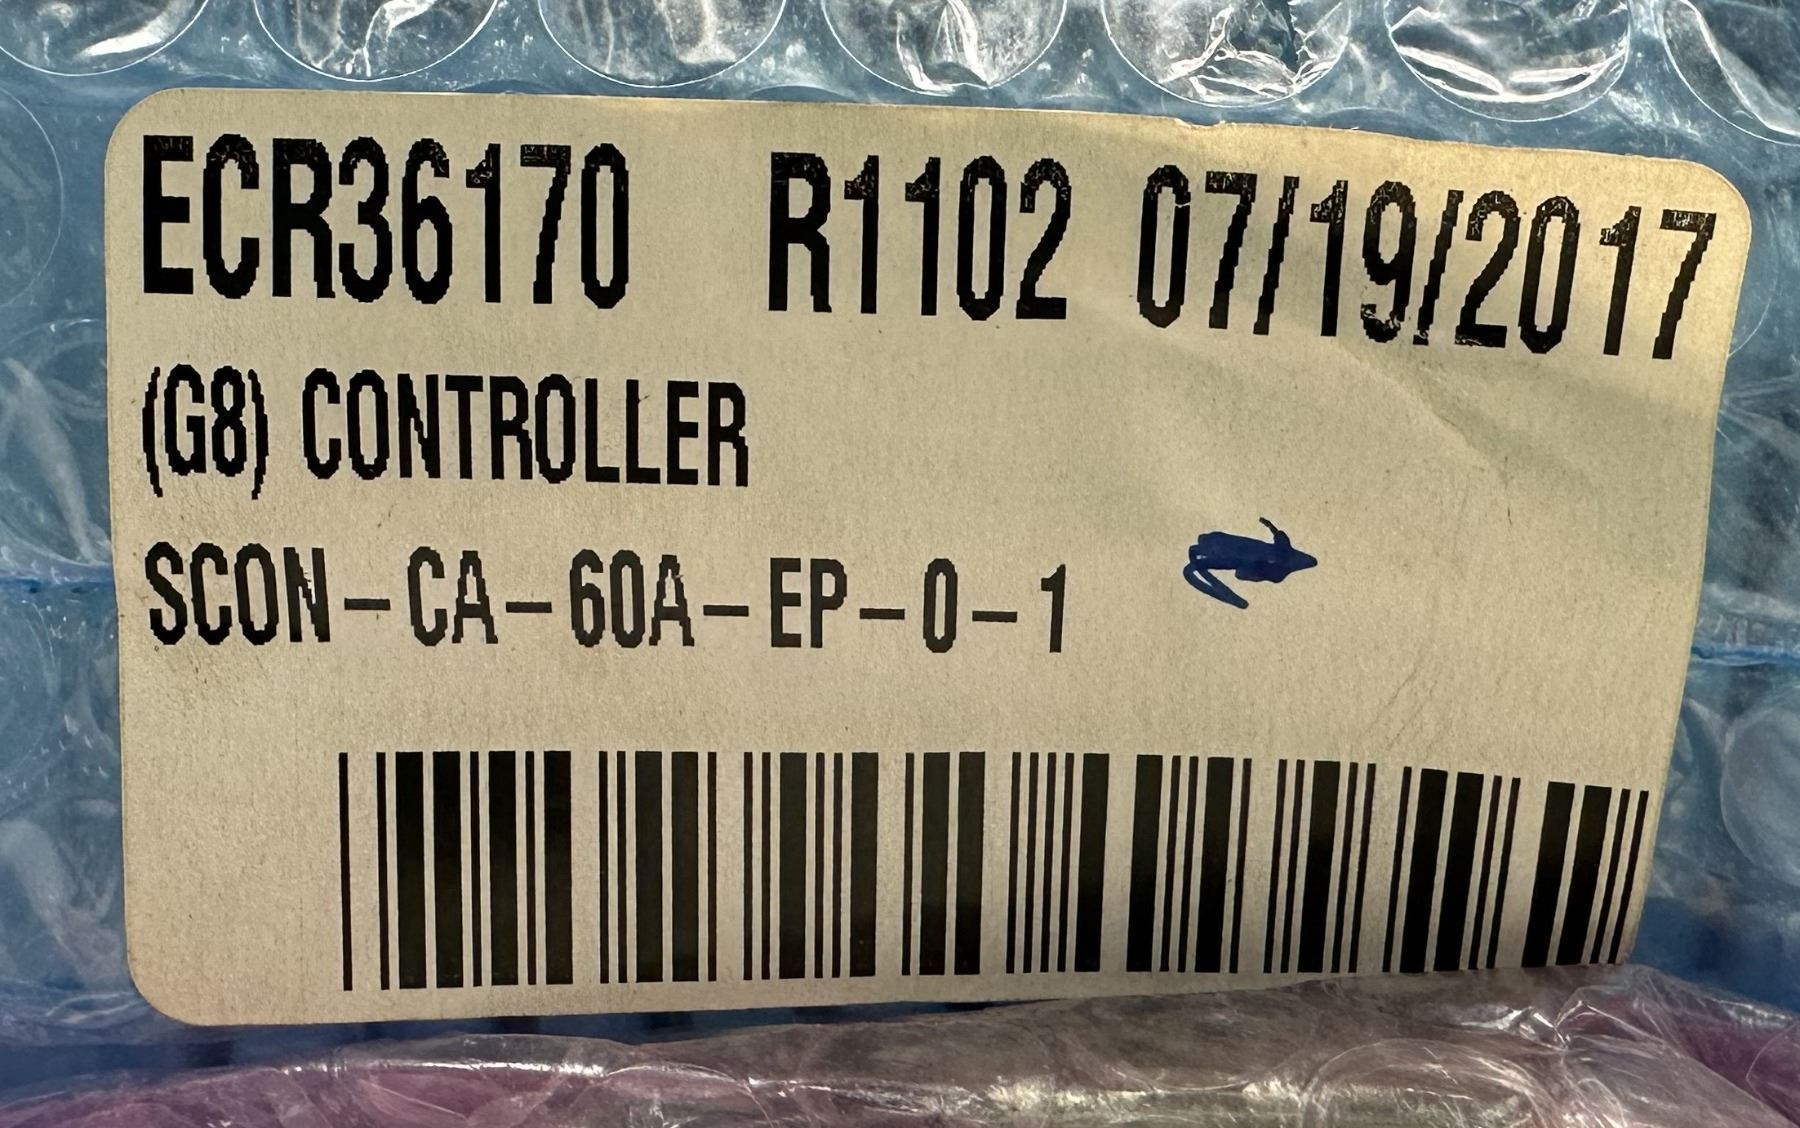 ECR36170 R1102 07/19/2017
(G8) CONTROLLER
SCON-CA-60A-EP-0-1